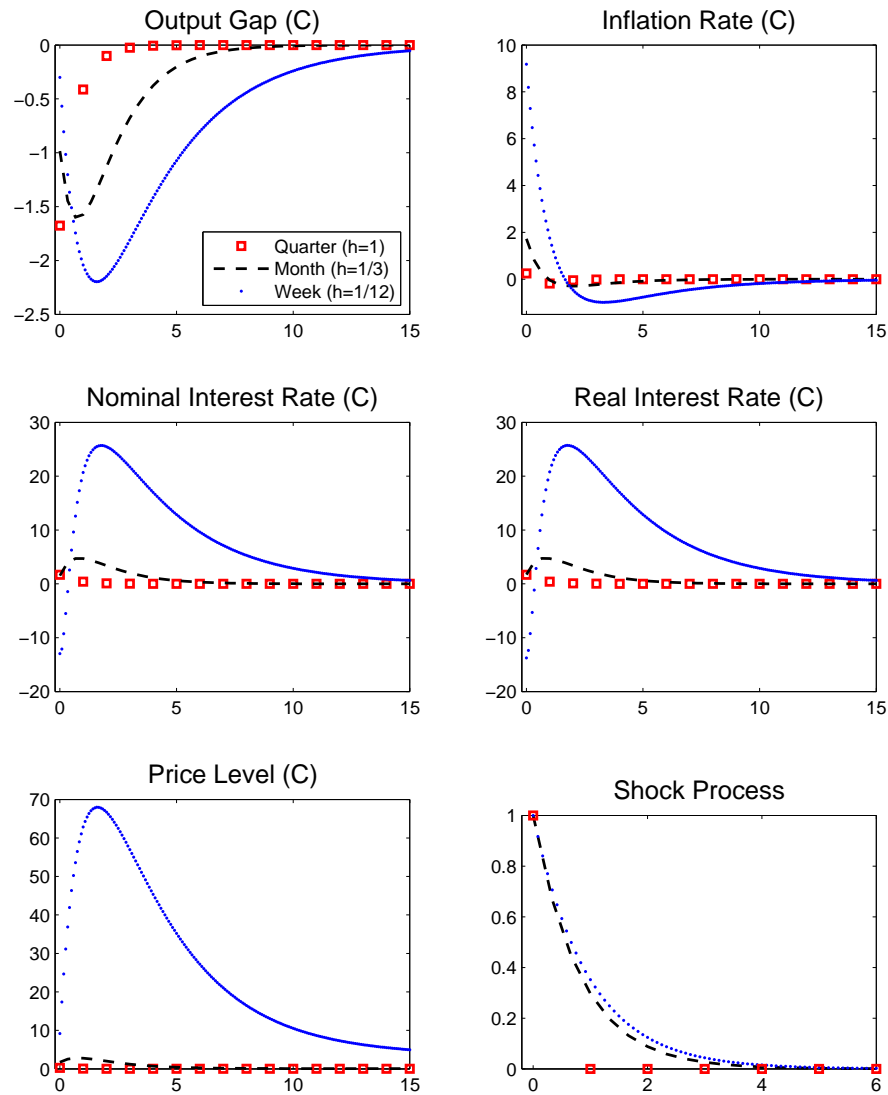 Output Gap (C)
0
−0.5
−1
−1.5
−2
−2.5
0 5 10 15
Quarter (h=1)
Month (h=1/3)
Week (h=1/12)
Inflation Rate (C)
10
8
6
4
2
0
0 5 10 15
Nominal Interest Rate (C)
30
20
10
0
−10
−20
0 5 10 15
Real Interest Rate (C)
30
20
10
0
−10
−20
0 5 10 15
Price Level (C)
70
60
50
40
30
20
10
0
0 5 10 15
Shock Process
1
0.8
0.6
0.4
0.2
0
0 2 4 6